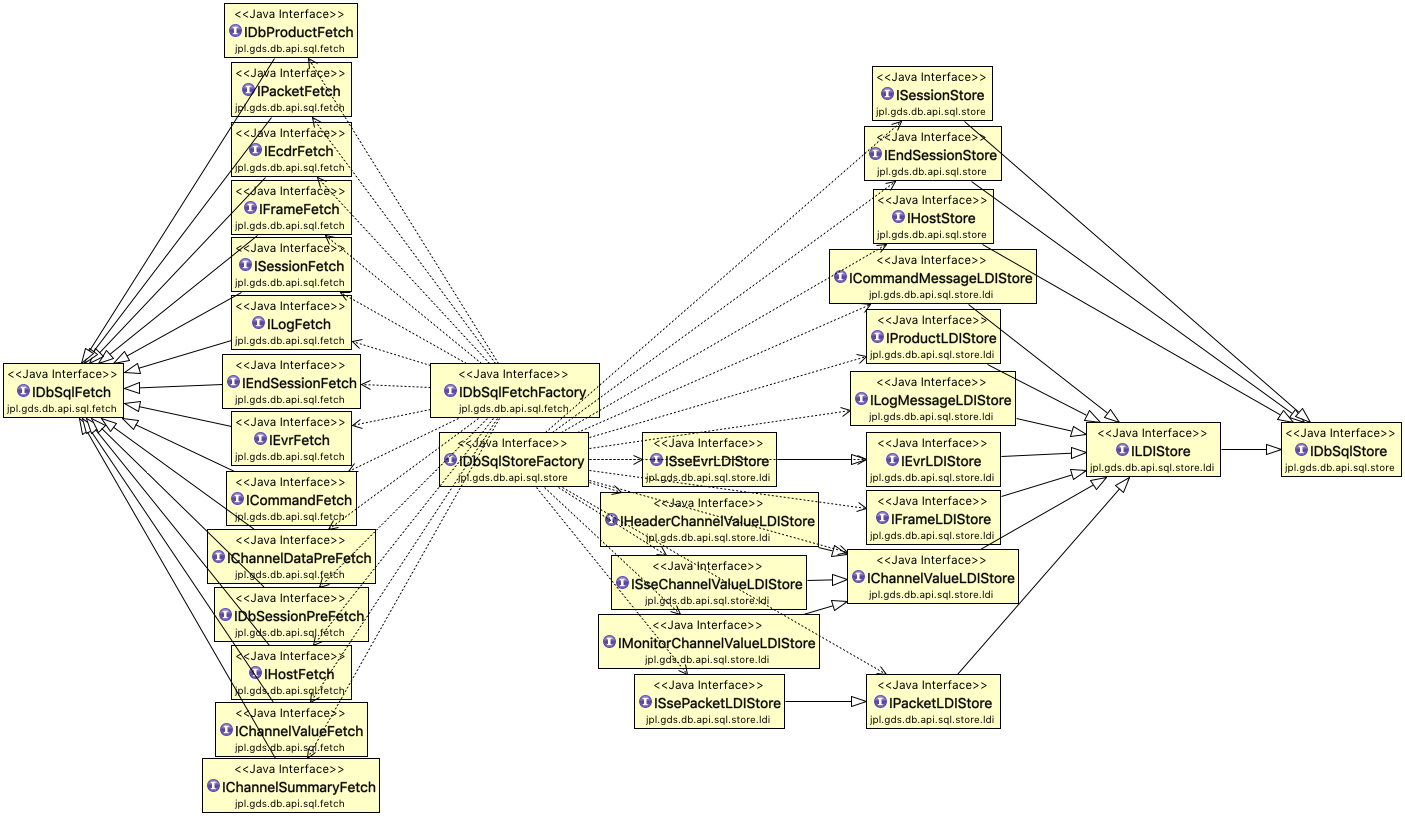 <<Java Interface>>
IDbProductFetch
jpl.gds.db.api.sql.fetch
<<Java Interface>>
IPacketFetch
jpl.gds.db.api.sql.fetch
<<Java Interface>>
IEcdrFetch
jpl.gds.db.api.sql.fetch
<<Java Interface>>
IFrameFetch
jpl.gds.db.api.sql.fetch
<<Java Interface>>
ISessionFetch
jpl.gds.db.api.sql.fetch
<<Java Interface>>
ILogFetch
jpl.gds.db.api.sql.fetch
<<Java Interface>>
IDbSqlFetch
jpl.gds.db.api.sql.fetch
<<Java Interface>>
IEndSessionFetch
jpl.gds.db.api.sql.fetch
<<Java Interface>>
IEvrFetch
jpl.gds.db.api.sql.fetch
<<Java Interface>>
ICommandFetch
jpl.gds.db.api.sql.fetch
<<Java Interface>>
IChannelDataPreFetch
jpl.gds.db.api.sql.fetch
<<Java Interface>>
IDbSessionPreFetch
jpl.gds.db.api.sql.fetch
<<Java Interface>>
IHostFetch
jpl.gds.db.api.sql.fetch
<<Java Interface>>
IChannelValueFetch
jpl.gds.db.api.sql.fetch
<<Java Interface>>
IChannelSummaryFetch
jpl.gds.db.api.sql.fetch
<<Java Interface>>
IDbSqlFetchFactory
jpl.gds.db.api.sql.fetch
<<Java Interface>>
IDbSqlStoreFactory
jpl.gds.db.api.sql.store
<<Java Interface>>
ISseEvrLDIStore
jpl.gds.db.api.sql.store.ldi
<<Java Interface>>
IHeaderChannelValueLDIStore
jpl.gds.db.api.sql.store.ldi
<<Java Interface>>
ISseChannelValueLDIStore
jpl.gds.db.api.sql.store.ldi
<<Java Interface>>
IMonitorChannelValueLDIStore
jpl.gds.db.api.sql.store.ldi
<<Java Interface>>
ISsePacketLDIStore
jpl.gds.db.api.sql.store.ldi
<<Java Interface>>
ISessionStore
jpl.gds.db.api.sql.store
<<Java Interface>>
IEndSessionStore
jpl.gds.db.api.sql.store
<<Java Interface>>
IHostStore
jpl.gds.db.api.sql.store
<<Java Interface>>
ICommandMessageLDIStore
jpl.gds.db.api.sql.store.ldi
<<Java Interface>>
IProductLDIStore
jpl.gds.db.api.sql.store.ldi
<<Java Interface>>
ILogMessageLDIStore
jpl.gds.db.api.sql.store.ldi
<<Java Interface>>
IEvrLDIStore
jpl.gds.db.api.sql.store.ldi
<<Java Interface>>
IFrameLDIStore
jpl.gds.db.api.sql.store.ldi
<<Java Interface>>
IChannelValueLDIStore
jpl.gds.db.api.sql.store.ldi
<<Java Interface>>
IPacketLDIStore
jpl.gds.db.api.sql.store.ldi
<<Java Interface>>
ILDIStore
jpl.gds.db.api.sql.store.ldi
<<Java Interface>>
IDbSqlStore
jpl.gds.db.api.sql.store